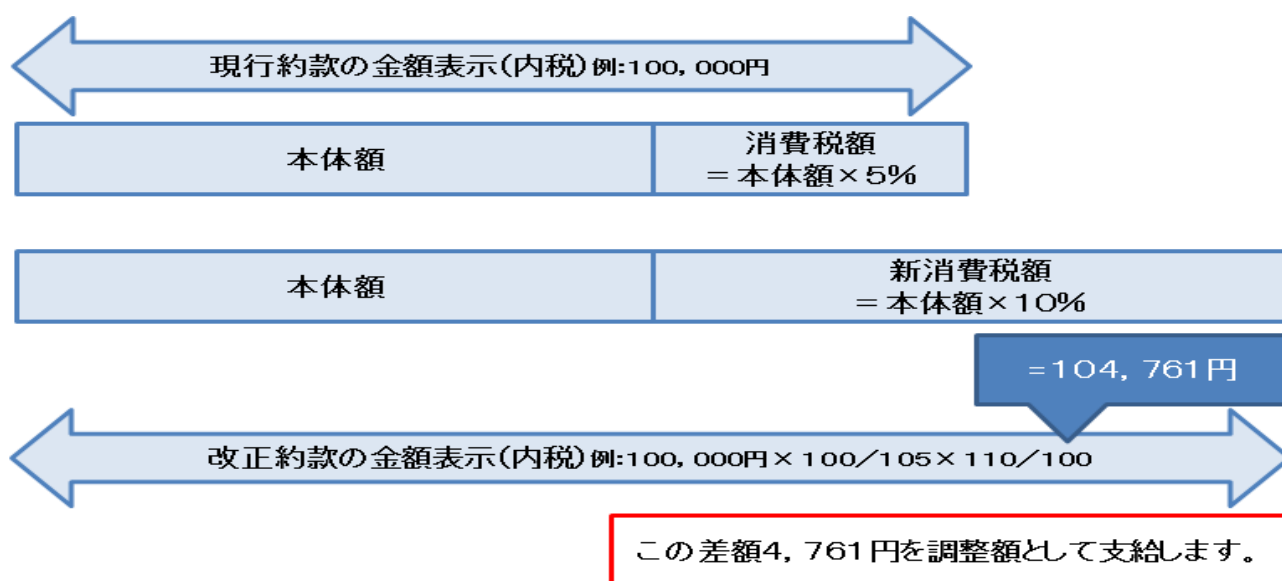 現行約款の金額表示(内税)例:100,000円
本体額
消費税額
=本体額×5%
本体額
新消費税額
=本体額×10%
=104,761円
改正約款の金額表示(内税)例:100,000円×100/105×110/100
この差額4,761円を調整額として支給します。